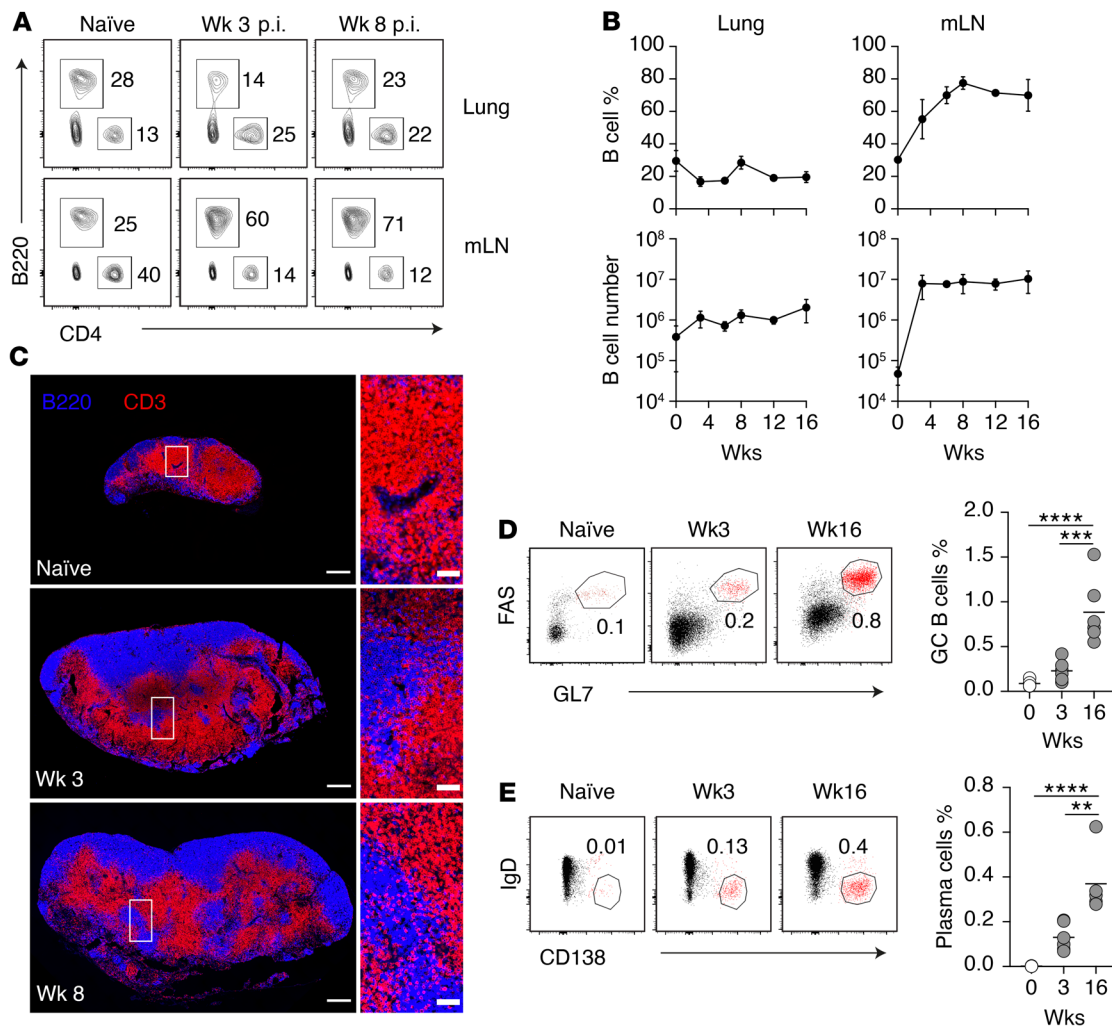 A
Naïve Wk 3 p.i. Wk 8 p.i.
28 14 23
Lung
13 25 22
25 60 71
mLN
40 14 12
B220
CD4
B
Lung mLN
B cell %
100
80
60
40
20
0
100
80
60
40
20
0
B cell number
10⁸
10⁷
10⁶
10⁵
10⁴
10⁸
10⁷
10⁶
10⁵
10⁴
0 4 8 12 16
0 4 8 12 16
Wks
Wks
C
B220 CD3
Naïve
Wk 3
Wk 8
D
Naïve Wk3 Wk16
FAS
0.1 0.2 0.8
GL7
GC B cells %
2.0
1.5
1.0
0.5
0.0
****
***
0 3 16
Wks
E
Naïve Wk3 Wk16
IgD
0.01 0.13 0.4
CD138
Plasma cells %
0.8
0.6
0.4
0.2
0.0
****
**
0 3 16
Wks